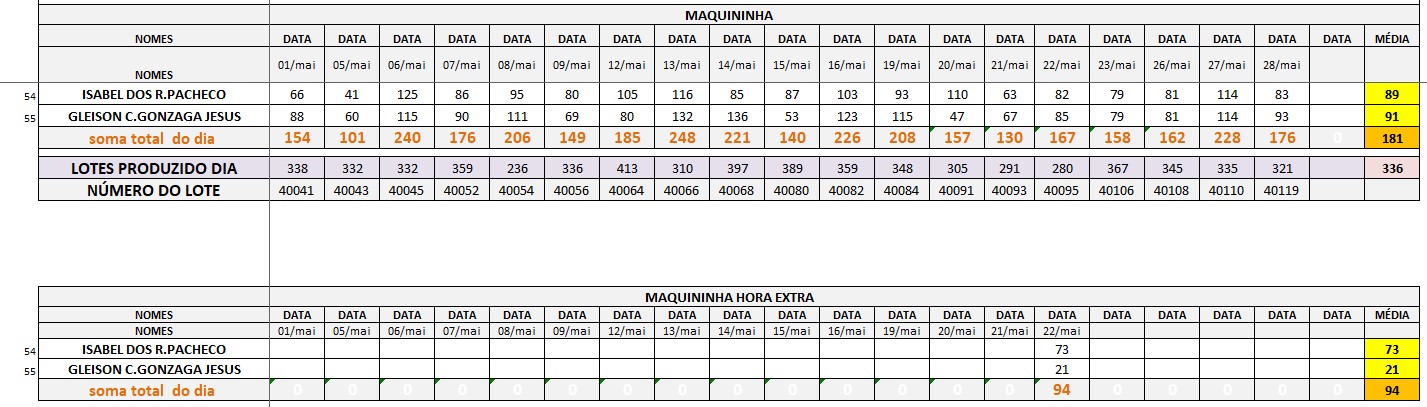 MAQUININHA
NOMES DATA DATA DATA DATA DATA DATA DATA DATA DATA DATA DATA DATA DATA DATA DATA DATA DATA DATA DATA DATA MÉDIA
NOMES 01/mai 05/mai 06/mai 07/mai 08/mai 09/mai 12/mai 13/mai 14/mai 15/mai 16/mai 19/mai 20/mai 21/mai 22/mai 23/mai 26/mai 27/mai 28/mai
54 ISABEL DOS R.PACHECO 66 41 125 86 95 80 105 116 85 87 103 93 110 63 82 79 81 114 83 89
55 GLEISON C.GONZAGA JESUS 88 60 115 90 111 69 80 132 136 53 123 115 47 67 85 79 81 114 93 91
soma total do dia 154 101 240 176 206 149 185 248 221 140 226 208 157 130 167 158 162 228 176 0 181
LOTES PRODUZIDO DIA 338 332 332 359 236 336 413 310 397 389 359 348 305 291 280 367 345 335 321 336
NÚMERO DO LOTE 40041 40043 40045 40052 40054 40056 40064 40066 40068 40080 40082 40084 40091 40093 40095 40106 40108 40110 40119
MAQUININHA HORA EXTRA
NOMES DATA DATA DATA DATA DATA DATA DATA DATA DATA DATA DATA DATA DATA DATA DATA DATA DATA DATA DATA DATA MÉDIA
NOMES 01/mai 05/mai 06/mai 07/mai 08/mai 09/mai 12/mai 13/mai 14/mai 15/mai 16/mai 19/mai 20/mai 21/mai 22/mai
54 ISABEL DOS R.PACHECO 73 73
55 GLEISON C.GONZAGA JESUS 21 21
soma total do dia 0 0 0 0 0 0 0 0 0 0 0 0 0 0 94 0 0 0 0 0 94